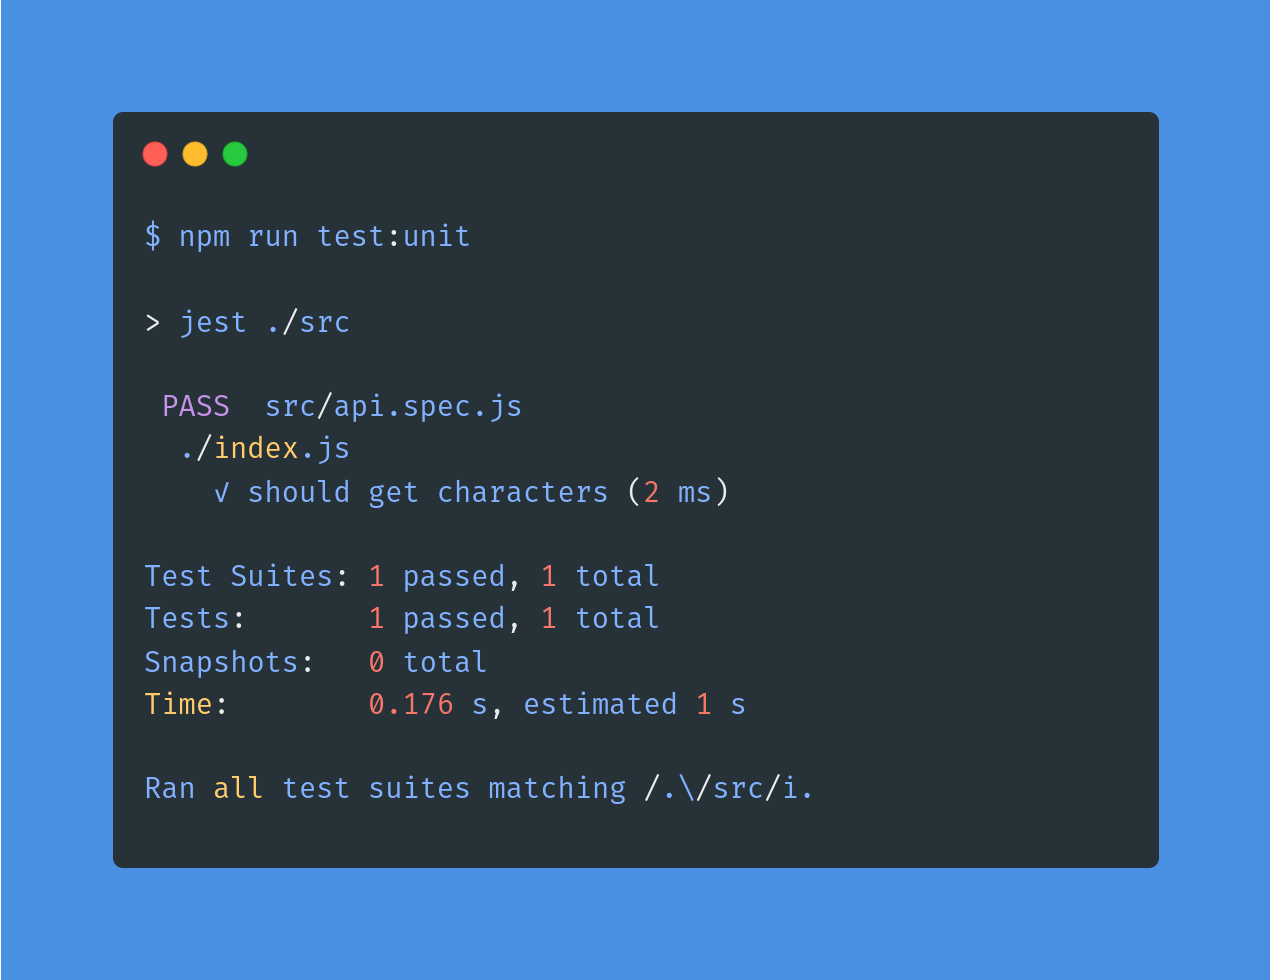 $ npm run test:unit
> jest ./src
PASS  src/api.spec.js
./index.js
√ should get characters (2 ms)
Test Suites: 1 passed, 1 total
Tests:       1 passed, 1 total
Snapshots:   0 total
Time:        0.176 s, estimated 1 s
Ran all test suites matching /.\/src/i.